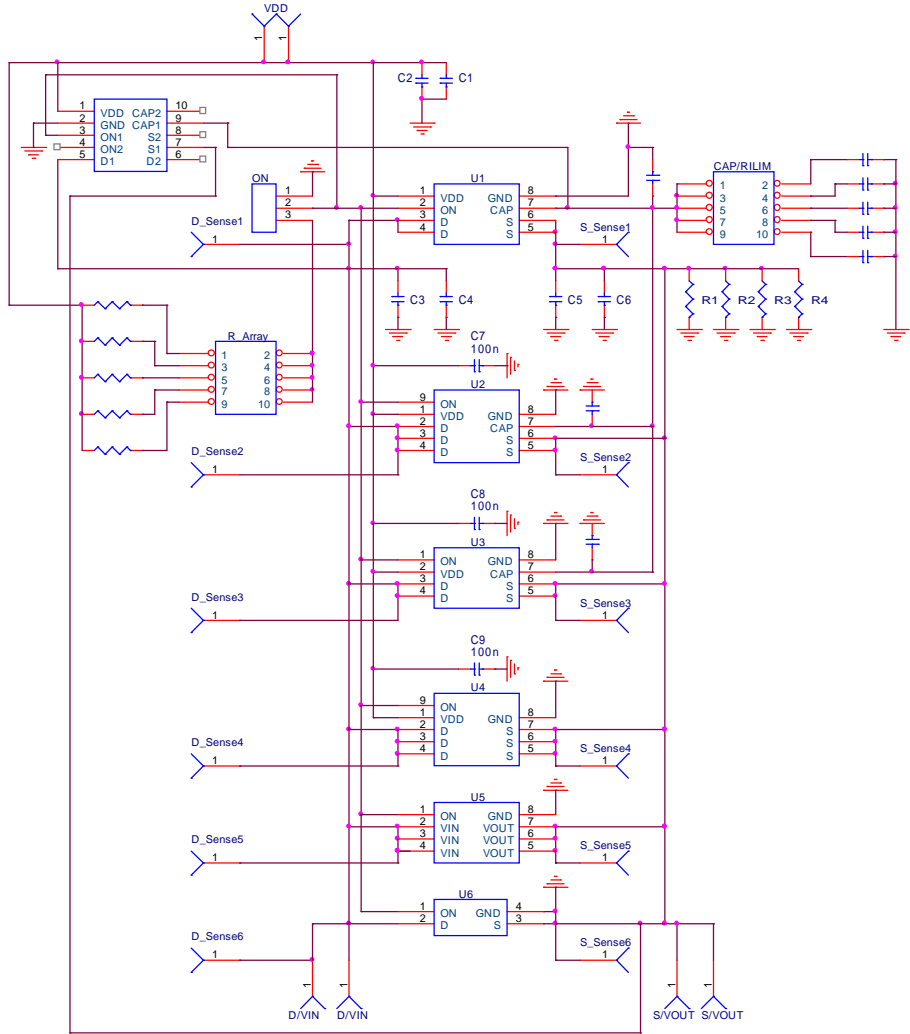 VDD
1 1
C2 C1
1 VDD CAP2 10
2 GND CAP1 9
3 ON1 S2 8
4 ON2 S1 7
5 D1 D2 6
ON
1
2
3
U1
1 VDD GND 8
2 ON CAP 7
3 D S 6
4 D S 5
CAP/RILIM
1 2
3 4
5 6
7 8
9 10
D_Sense1
1
S_Sense1
1
C3 C4 C5 C6
R1 R2 R3 R4
R_Array
1 2
3 4
5 6
7 8
9 10
C7
100n
U2
9 ON
1 VDD GND 8
2 D CAP 7
3 D S 6
4 D S 5
D_Sense2
1
S_Sense2
1
C8
100n
U3
1 ON GND 8
2 VDD CAP 7
3 D S 6
4 D S 5
D_Sense3
1
S_Sense3
1
C9
100n
U4
9 ON
1 VDD GND 8
2 D S 7
3 D S 6
4 D S 5
D_Sense4
1
S_Sense4
1
U5
1 ON GND 8
2 VIN VOUT 7
3 VIN VOUT 6
4 VIN VOUT 5
D_Sense5
1
S_Sense5
1
U6
1 ON GND 4
2 D S 3
D_Sense6
1
S_Sense6
1
1 1 1 1
D/VIN D/VIN S/VOUT S/VOUT